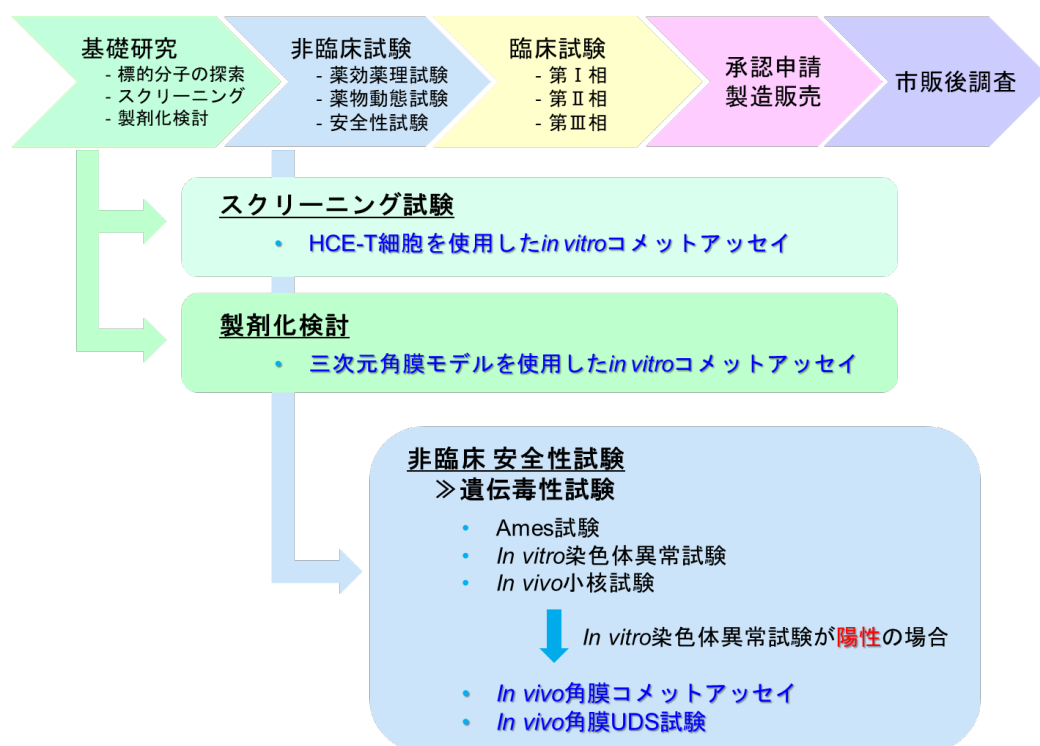 基礎研究
- 標的分子の探索
- スクリーニング
- 製剤化検討
非臨床試験
- 薬効薬理試験
- 薬物動態試験
- 安全性試験
臨床試験
- 第Ⅰ相
- 第Ⅱ相
- 第Ⅲ相
承認申請
製造販売
市販後調査
スクリーニング試験
• HCE-T細胞を使用したin vitroコメットアッセイ
製剤化検討
• 三次元角膜モデルを使用したin vitroコメットアッセイ
非臨床 安全性試験
≫遺伝毒性試験
• Ames試験
• In vitro染色体異常試験
• In vivo小核試験
In vitro染色体異常試験が陽性の場合
• In vivo角膜コメットアッセイ
• In vivo角膜UDS試験